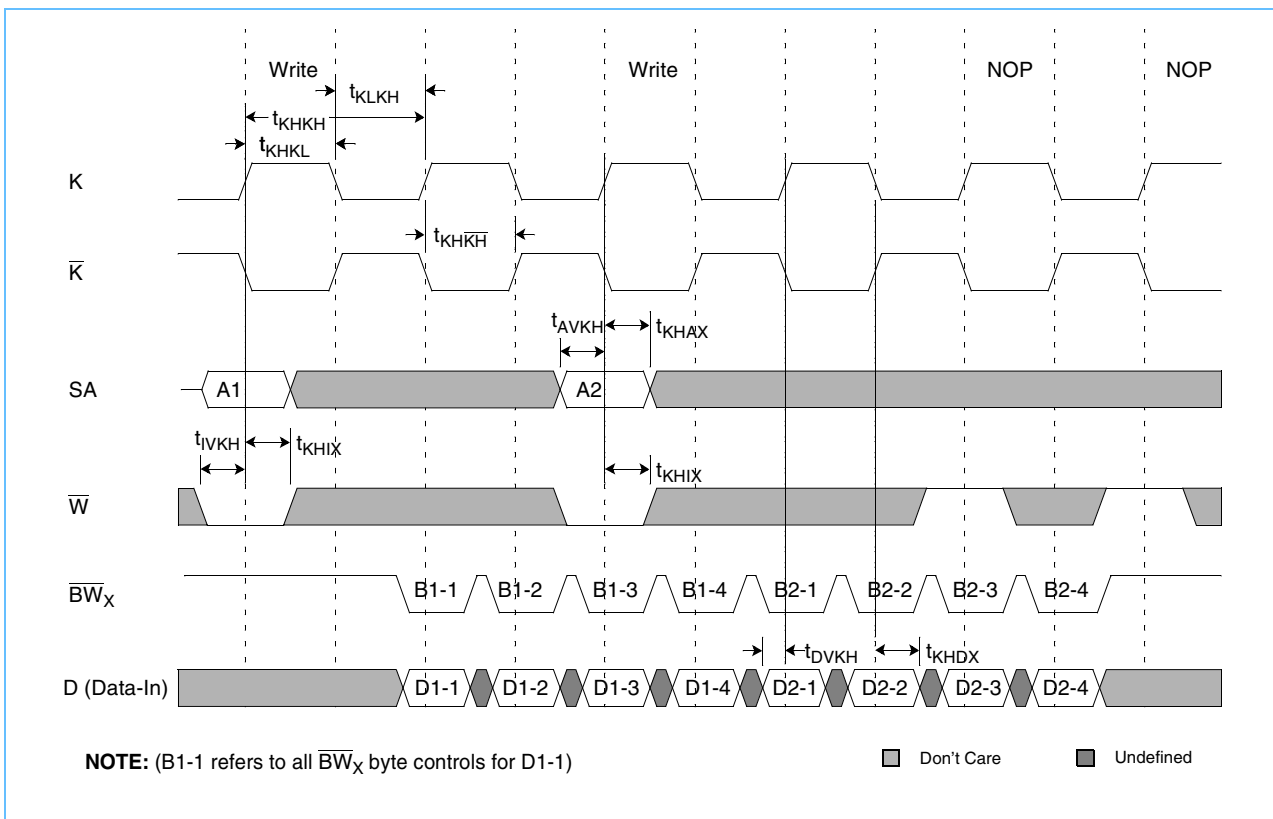 Write Write NOP NOP
tKLKH
tKHKH
tKHKL
K
tKHK̅H̅
K̅
tAVKH tKHAX
SA A1 A2
tIVKH tKHIX tKHIX
W̅
B̅W̅X B1-1 B1-2 B1-3 B1-4 B2-1 B2-2 B2-3 B2-4
tDVKH tKHDX
D (Data-In) D1-1 D1-2 D1-3 D1-4 D2-1 D2-2 D2-3 D2-4
NOTE: (B1-1 refers to all B̅W̅X byte controls for D1-1) Don't Care Undefined